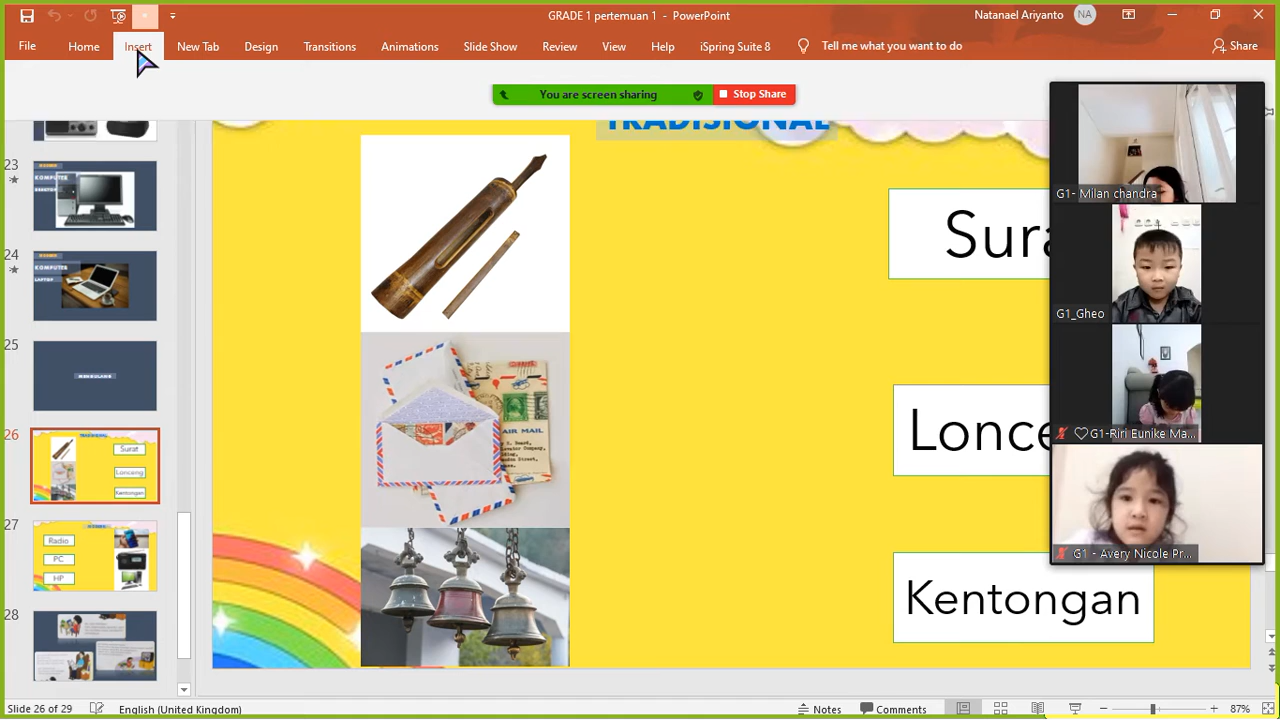 GRADE 1 pertemuan 1 - PowerPoint
Natanael Ariyanto
NA
File
Home
Insert
New Tab
Design
Transitions
Animations
Slide Show
Review
View
Help
iSpring Suite 8
Tell me what you want to do
Share
You are screen sharing
Stop Share
23
KOMPUTER
24
KOMPUTER
LAPTOP
25
26
Surat
Lonceng
Kentongan
27
Radio
PC
HP
28
TRADISIONAL
Sura
AIR MAIL
Lonce
Kentongan
G1- Milan chandra
G1_Gheo
G1-Riri Eunike Ma...
G1 - Avery Nicole Pr...
Slide 26 of 29
English (United Kingdom)
Notes
Comments
87%